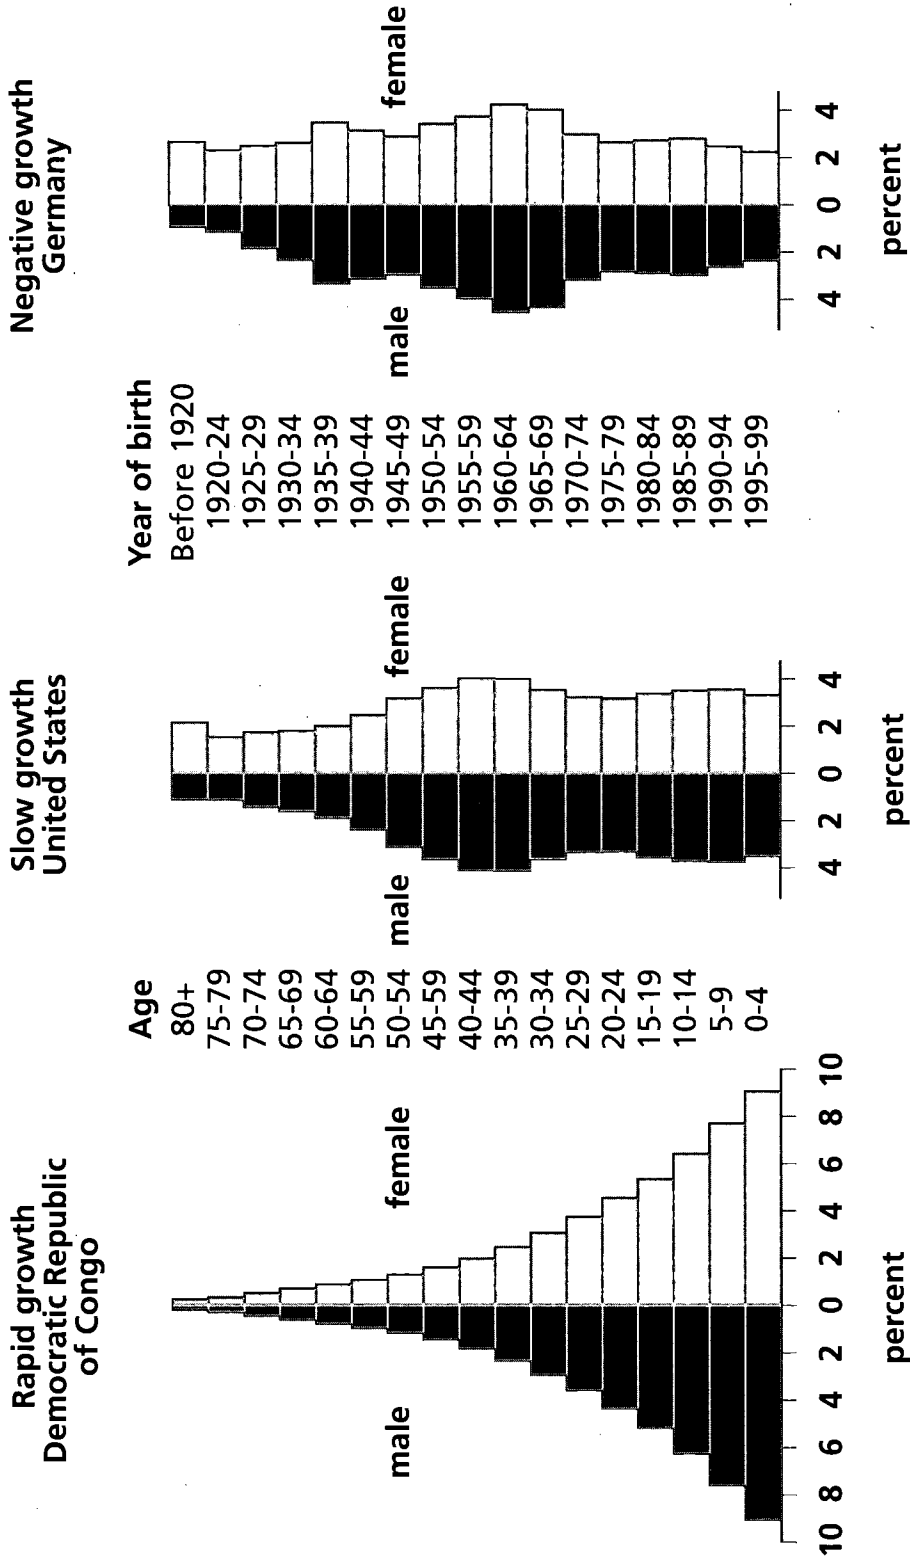 Rapid growth
Democratic Republic
of Congo
male
female
10 8 6 4 2 0 2 4 6 8 10
percent
Age
80+
75-79
70-74
65-69
60-64
55-59
50-54
45-59
40-44
35-39
30-34
25-29
20-24
15-19
10-14
5-9
0-4
Slow growth
United States
male
female
4 2 0 2 4
percent
Year of birth
Before 1920
1920-24
1925-29
1930-34
1935-39
1940-44
1945-49
1950-54
1955-59
1960-64
1965-69
1970-74
1975-79
1980-84
1985-89
1990-94
1995-99
Negative growth
Germany
male
female
4 2 0 2 4
percent